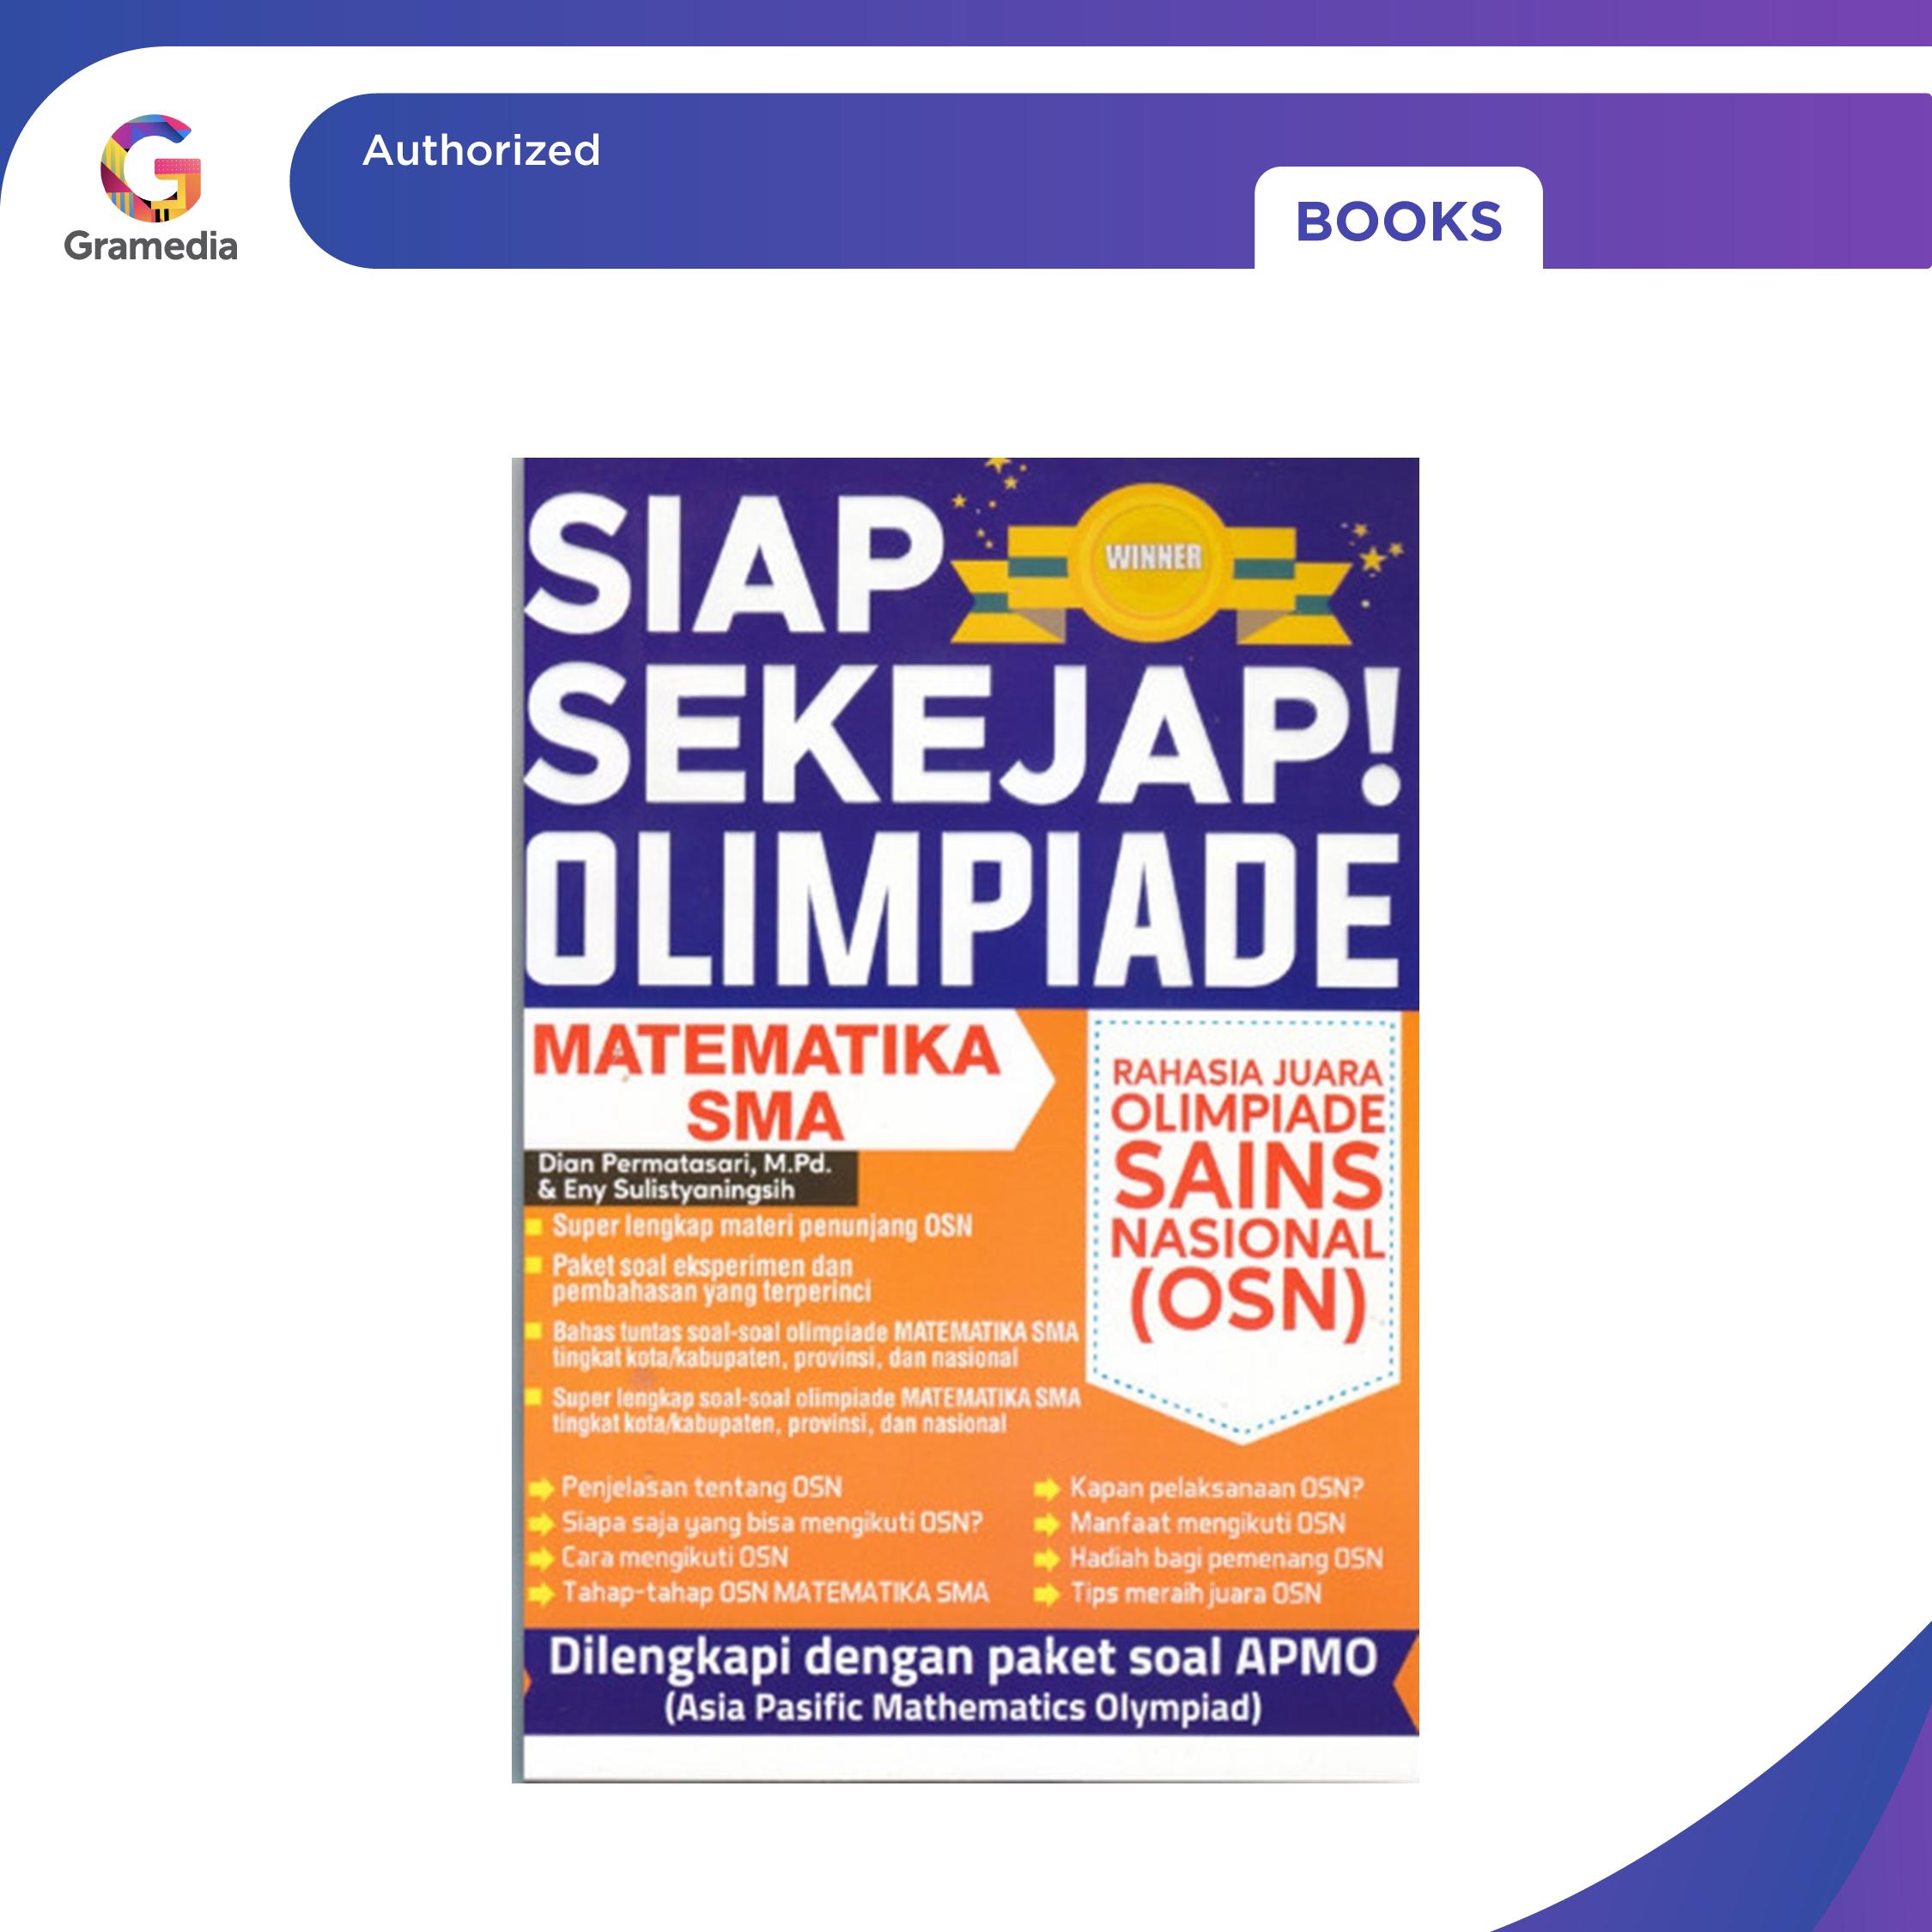 Gramedia
Authorized
BOOKS
SIAP
WINNER
SEKEJAP!
OLIMPIADE
MATEMATIKA
SMA
Dian Permatasari, M.Pd.
& Eny Sulistyaningsih
RAHASIA JUARA
OLIMPIADE
SAINS
NASIONAL
(OSN)
Super lengkap materi penunjang OSN
Paket soal eksperimen dan
pembahasan yang terperinci
Bahas tuntas soal-soal olimpiade MATEMATIKA SMA
tingkat kota/kabupaten, provinsi, dan nasional
Super lengkap soal-soal olimpiade MATEMATIKA SMA
tingkat kota/kabupaten, provinsi, dan nasional
Penjelasan tentang OSN
Siapa saja yang bisa mengikuti OSN?
Cara mengikuti OSN
Tahap-tahap OSN MATEMATIKA SMA
Kapan pelaksanaan OSN?
Manfaat mengikuti OSN
Hadiah bagi pemenang OSN
Tips meraih juara OSN
Dilengkapi dengan paket soal APMO
(Asia Pasific Mathematics Olympiad)